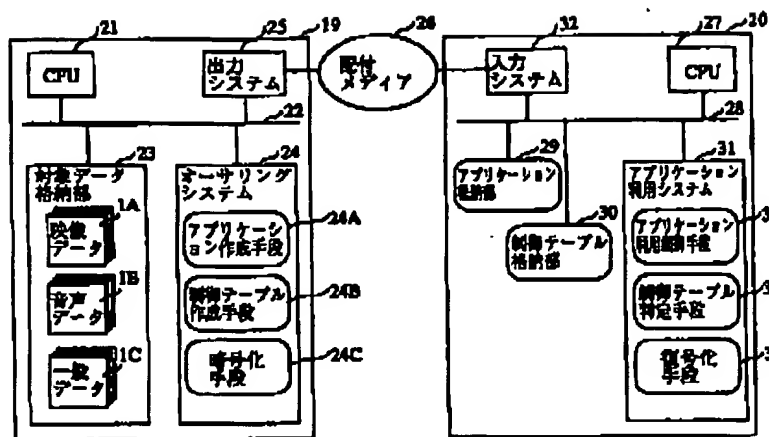 21
25
19
26
32
27
20
CPU
出力
システム
配付
メディア
入力
システム
CPU
22
28
23
24
29
31
対象データ
格納部
オーサリング
システム
アプリケーション
格納部
アプリケーション
利用システム
1A
映像
データ
24A
アプリケーシ
ョン作成手段
30
制御テーブル
格納部
3
アプリケーション
利用制御手段
1B
音声
データ
24B
制御テーブル
作成手段
3
制御テーブル
判定手段
1C
一般
データ
24C
暗号化
手段
3
復号化
手段